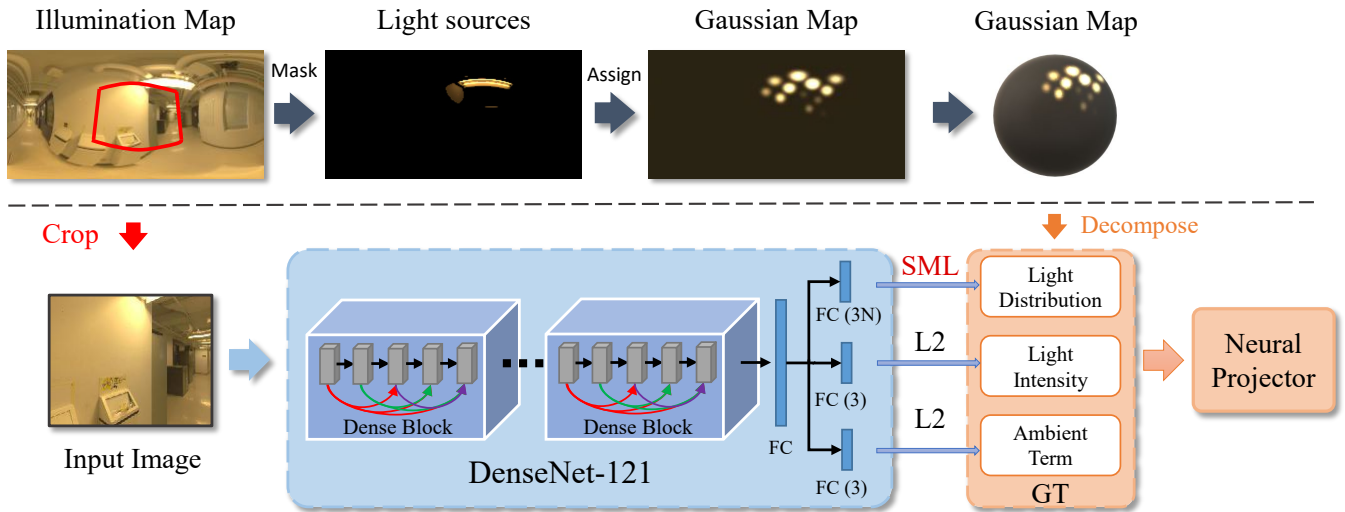 Illumination Map
Light sources
Gaussian Map
Gaussian Map
Mask
Assign
Crop
Decompose
SML
Light
Distribution
FC (3N)
L2
Light
Intensity
FC (3)
L2
Ambient
Term
FC (3)
Neural
Projector
Dense Block
Dense Block
FC
Input Image
DenseNet-121
GT